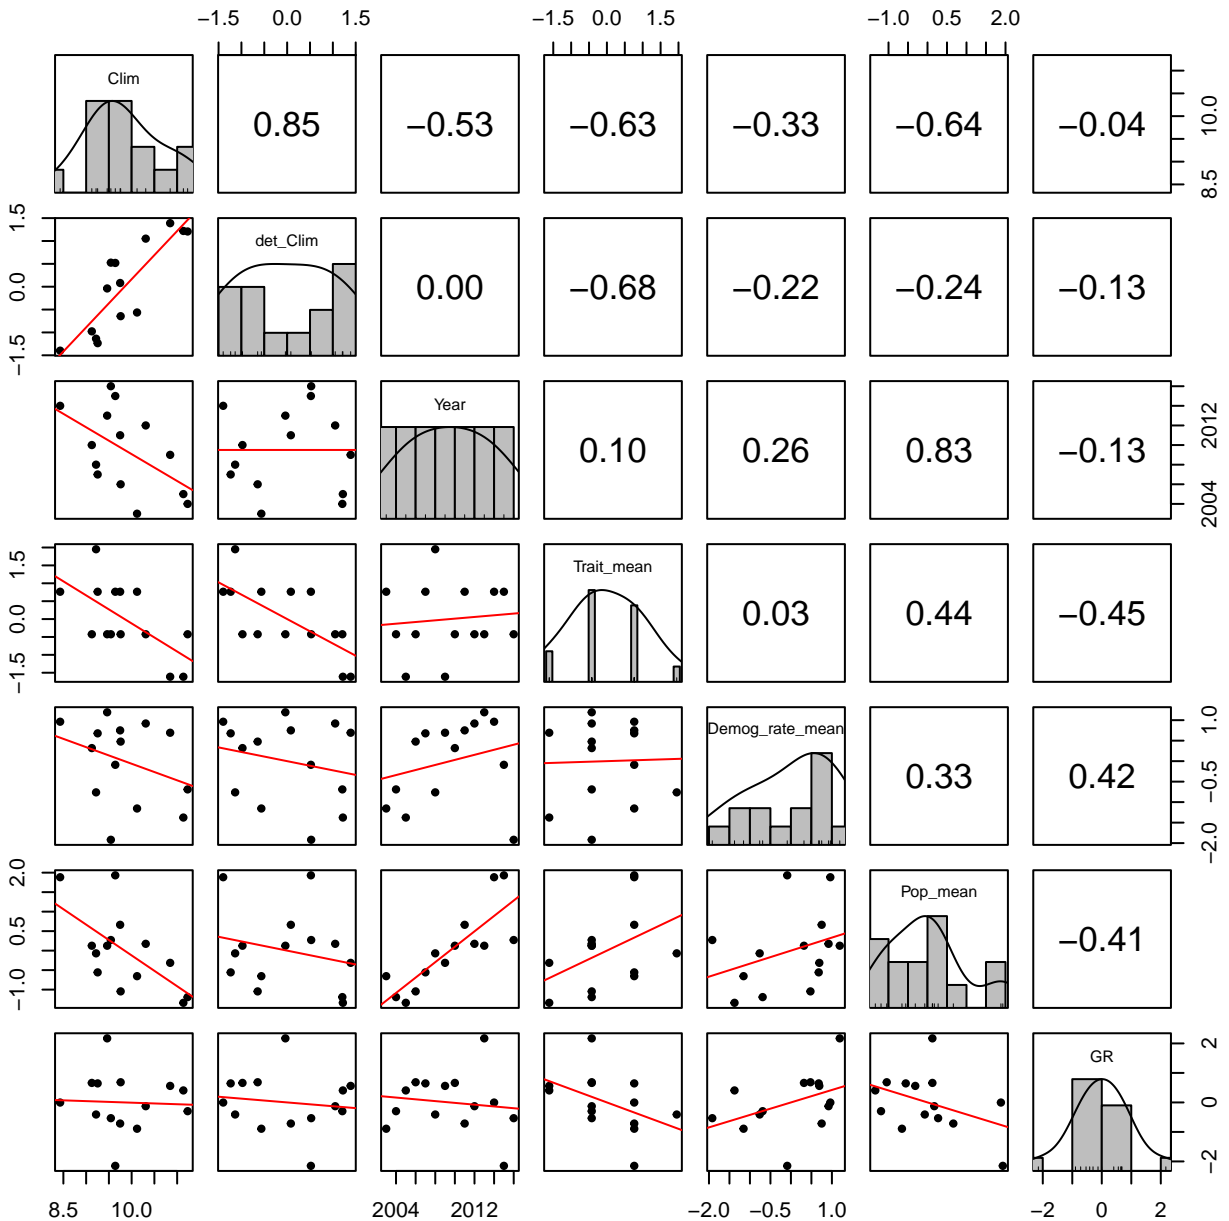 −1.5 0.0 1.5 −1.5 0.0 1.5 −1.0 0.5 2.0
Clim 0.85 −0.53 −0.63 −0.33 −0.64 −0.04 8.5 10.0
−1.5 0.0 1.5 det_Clim 0.00 −0.68 −0.22 −0.24 −0.13
Year 0.10 0.26 0.83 −0.13 2004 2012
−1.5 0.0 1.5 Trait_mean 0.03 0.44 −0.45
Demog_rate_mean 0.33 0.42 −2.0 −0.5 1.0
−1.0 0.5 2.0 Pop_mean −0.41
GR −2 0 2
8.5 10.0 2004 2012 −2.0 −0.5 1.0 −2 0 2